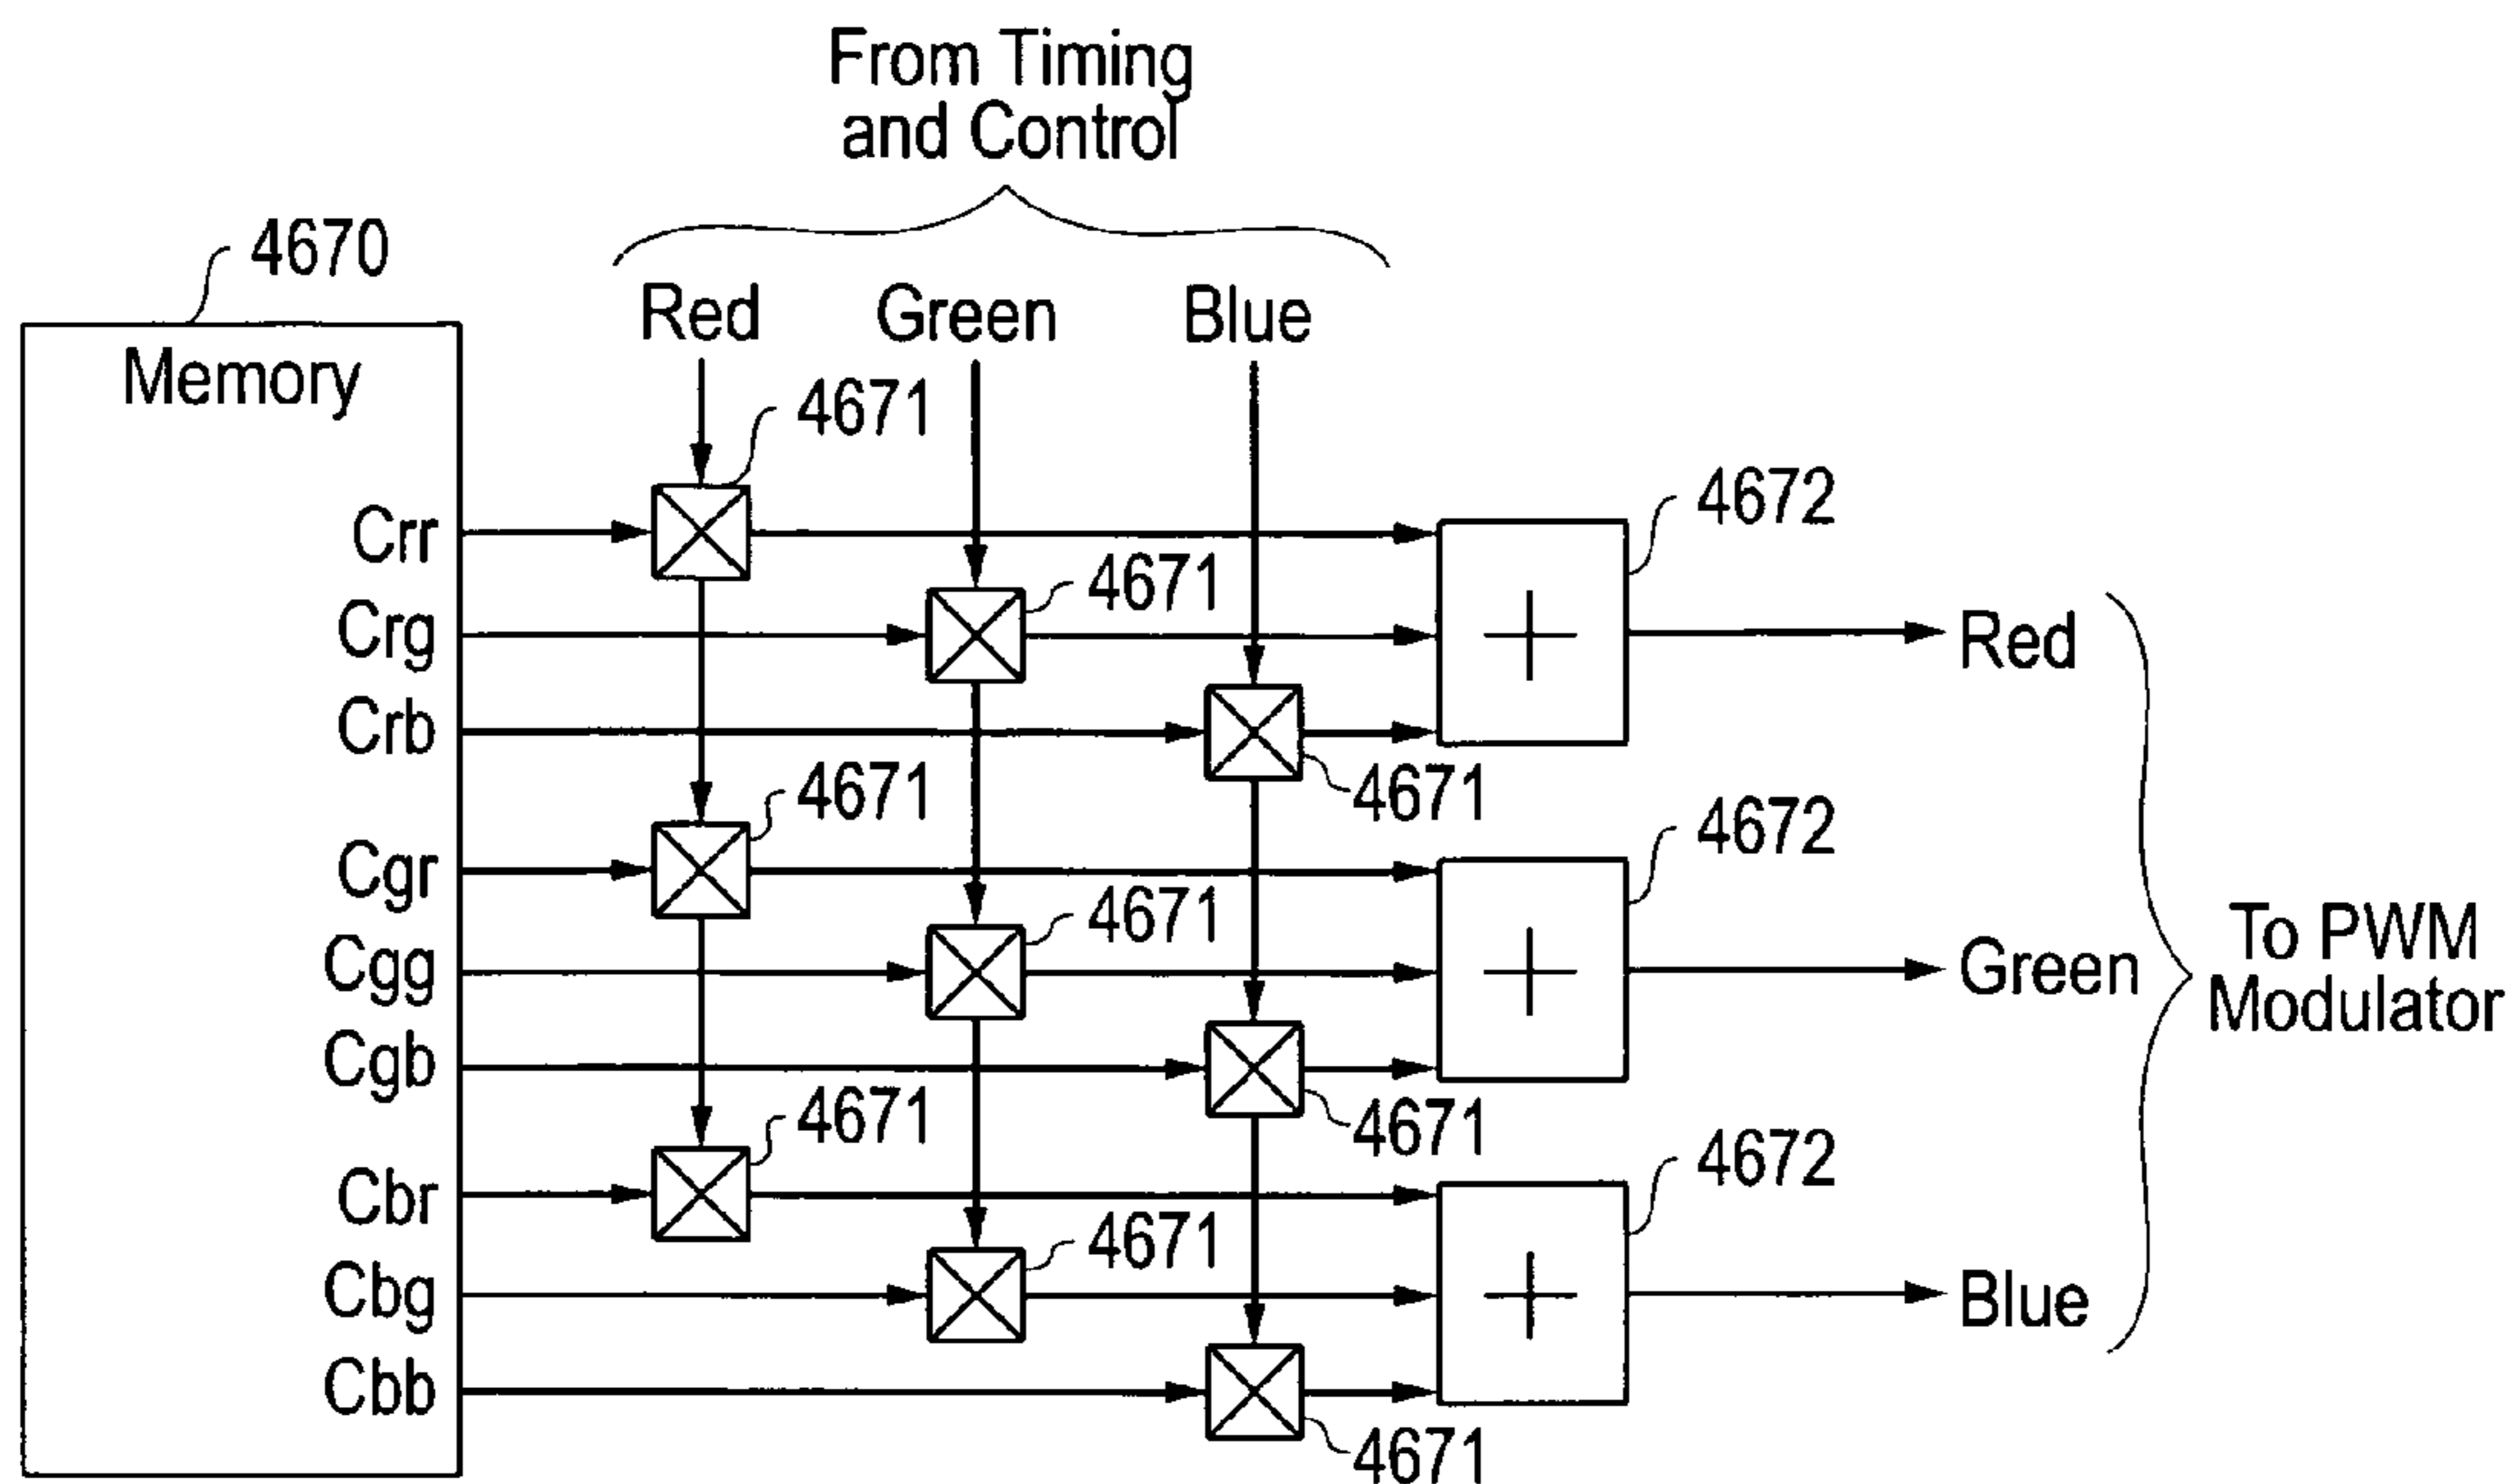 From Timing
and Control
4670
Red Green Blue
Memory
4671
4672
Crr
4671
Crg
Red
Crb
4671
4671
4672
Cgr
4671
To PWM
Cgg
Green
Modulator
Cgb
4671
4671
4672
Cbr
4671
Cbg
Blue
Cbb
4671